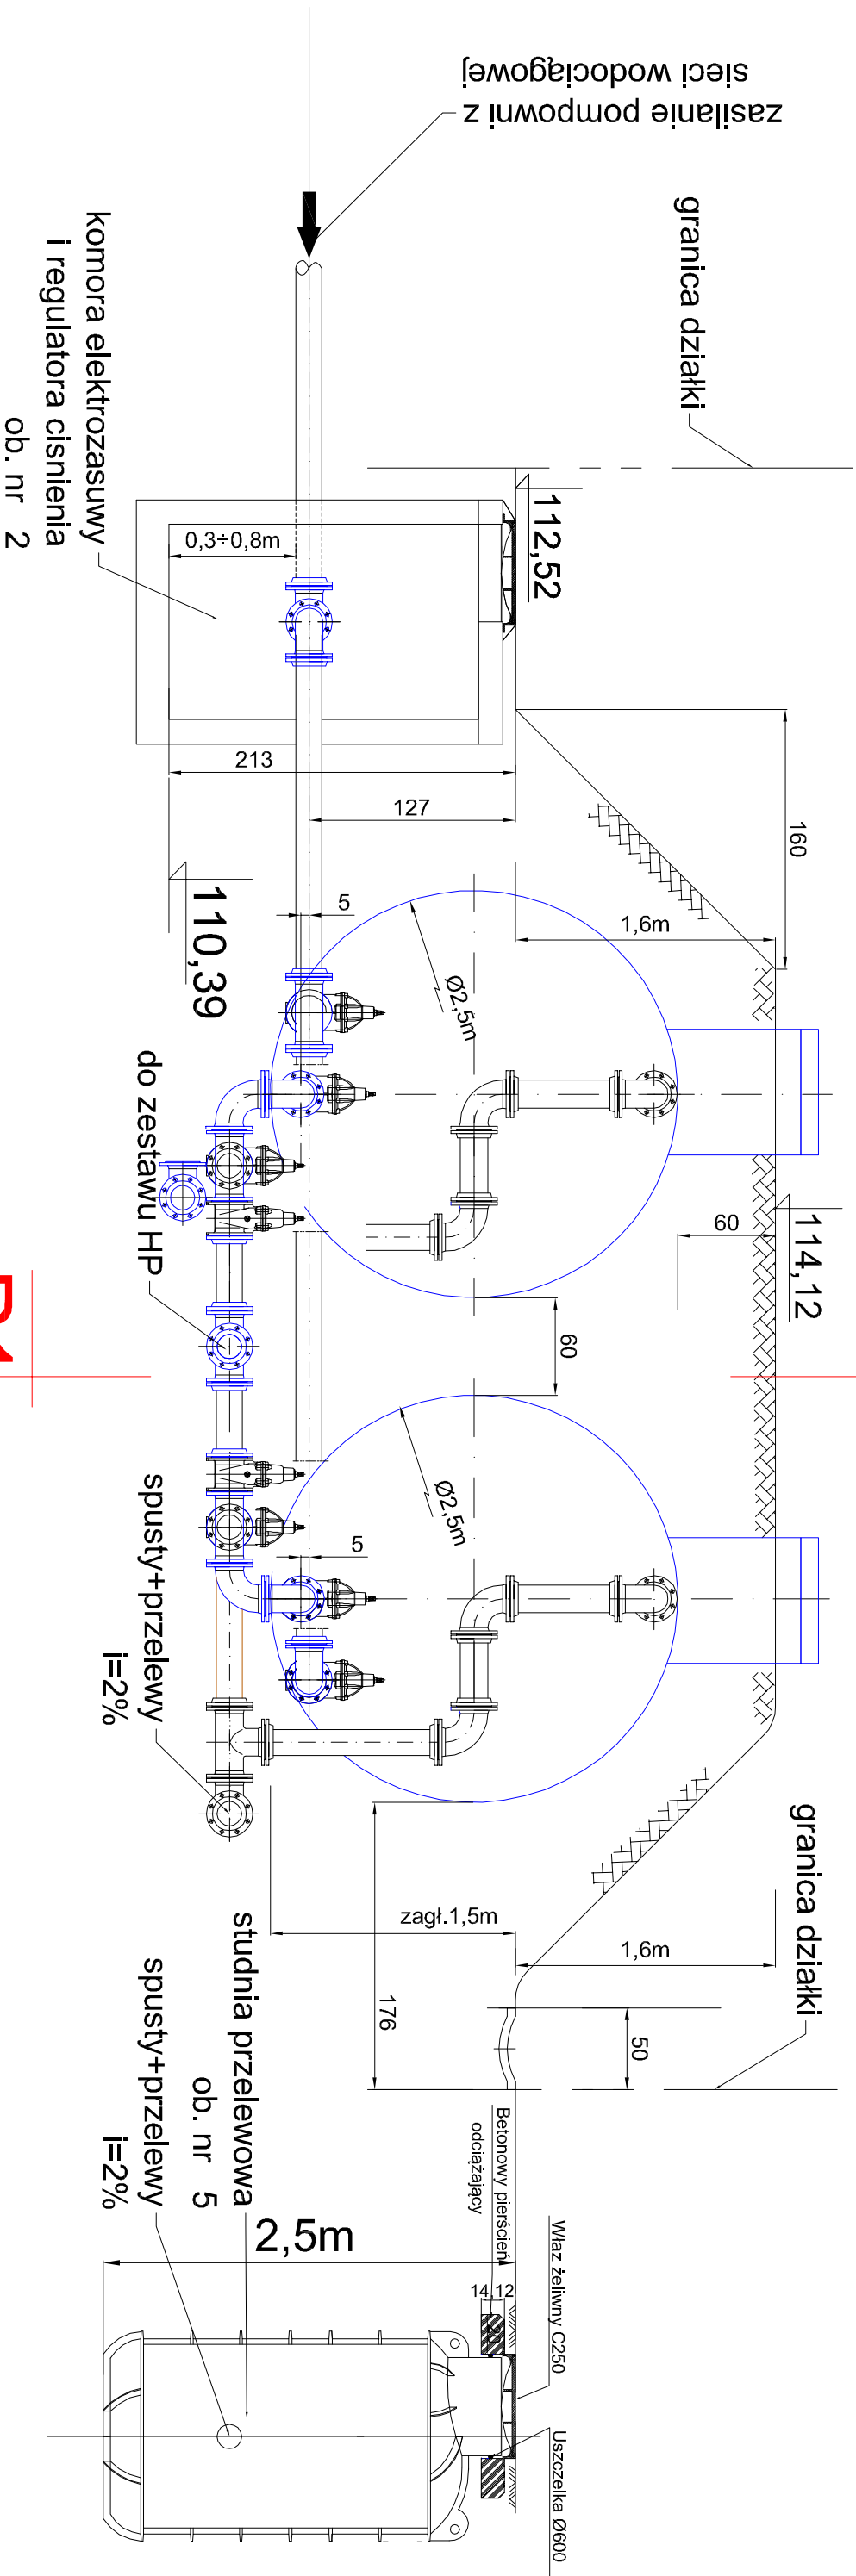 zasilanie pompowni z
sieci wodociągowej
granica działki
komora elektrozasuwy
i regulatora cisnienia
ob. nr 2
112,52
0,3÷0,8m
213
127
160
110,39
5
1,6m
Ø2,5m
do zestawu HP
60
114,12
60
Ø2,5m
5
spusty+przelewy
i=2%
granica działki
zagł.1,5m
1,6m
176
50
studnia przelewowa
ob. nr 5
spusty+przelewy
i=2%
2,5m
Betonowy pierścień
odciążający
Właz żeliwny C250
14,12
20
Uszczelka Ø600